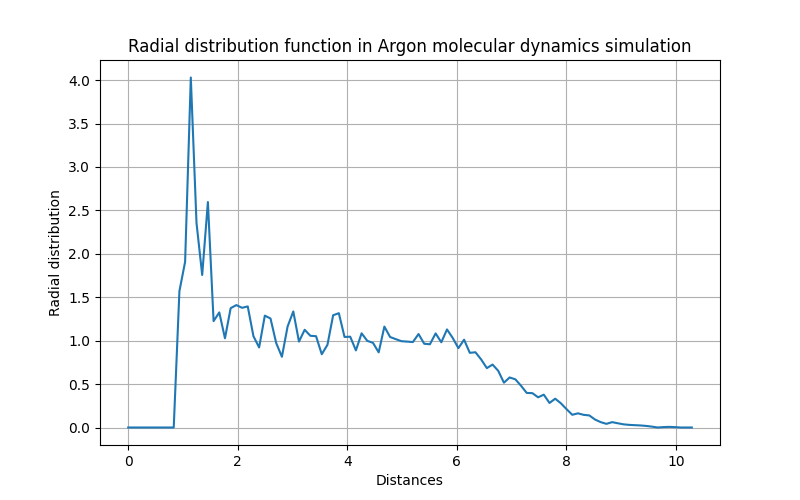 Radial distribution function in Argon molecular dynamics simulation
4.0
3.5
3.0
2.5
2.0
1.5
1.0
0.5
0.0
Radial distribution
0 2 4 6 8 10
Distances